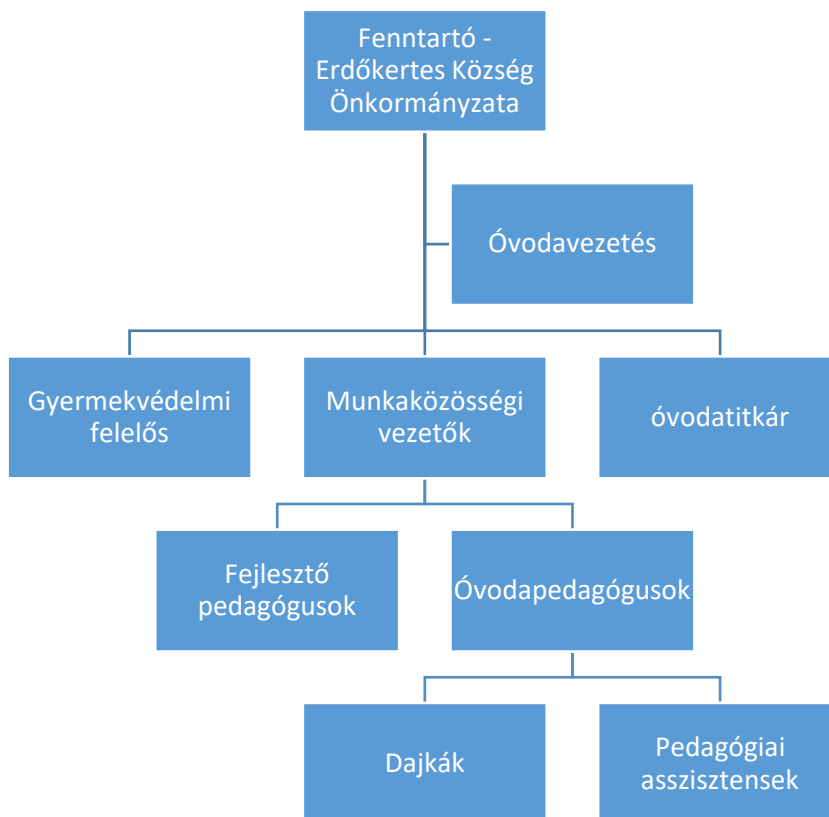 Fenntartó -
Erdőkertes Község
Önkormányzata
Óvodavezetés
Gyermekvédelmi
felelős
Munkaközösségi
vezetők
óvodatitkár
Fejlesztő
pedagógusok
Óvodapedagógusok
Dajkák
Pedagógiai
asszisztensek